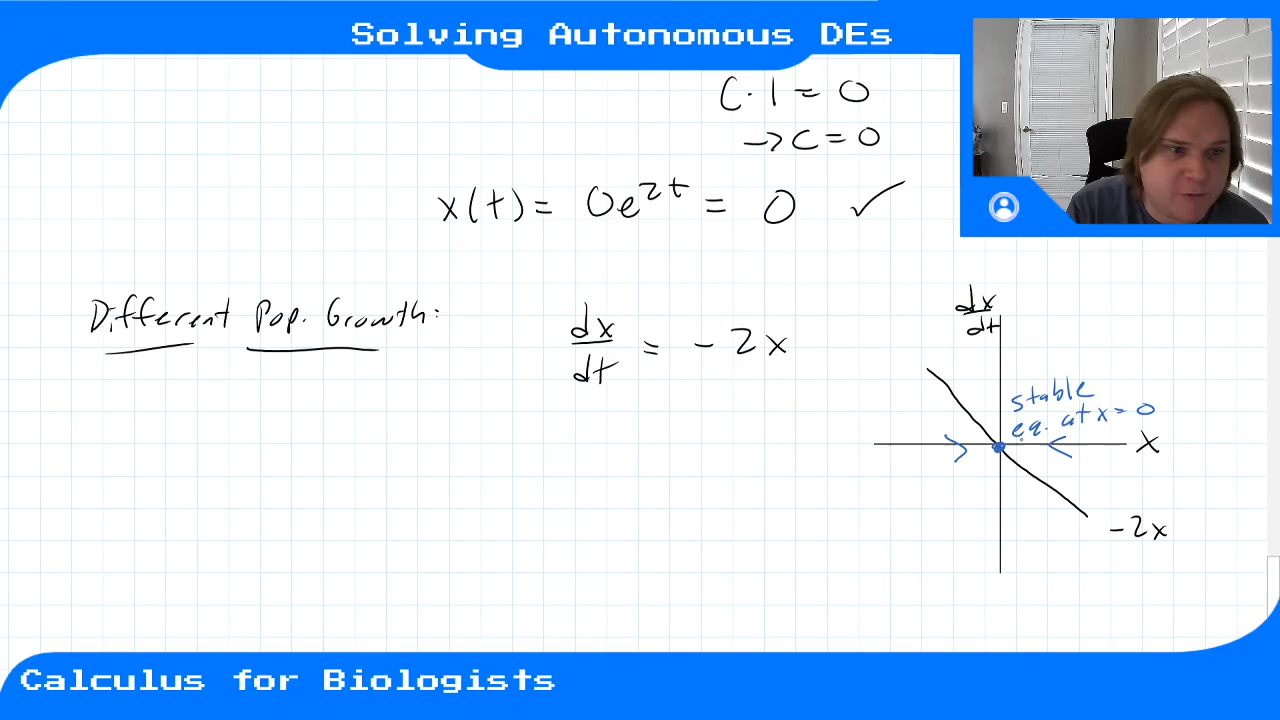 Solving Autonomous DEs
C · 1 = 0
→ C = 0
x(t) = 0e^{2t} = 0 ✓
Different Pop. Growth:
dx/dt = -2x
dx/dt
stable
eq. at x = 0
x
-2x
Calculus for Biologists